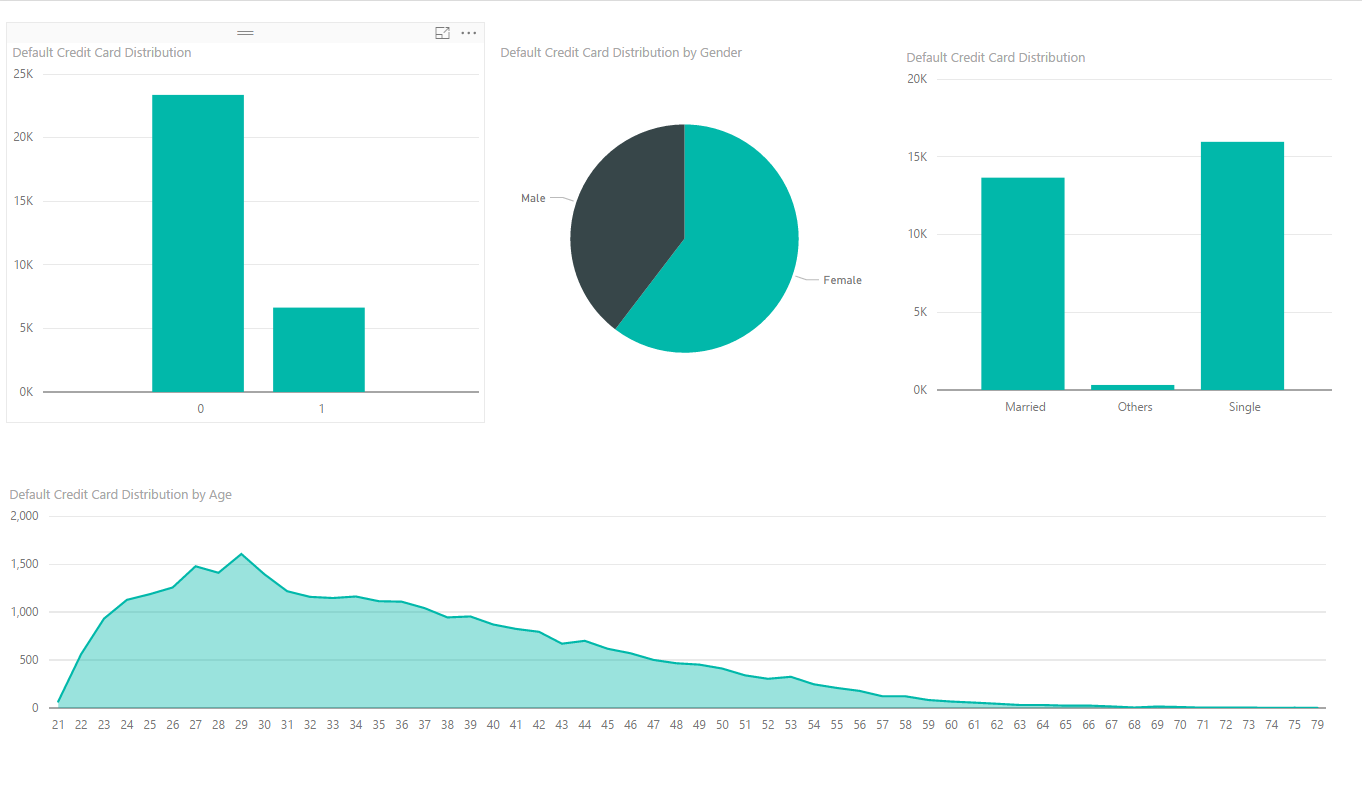 Default Credit Card Distribution
25K
20K
15K
10K
5K
0K
0 1
Default Credit Card Distribution by Gender
Male
Female
Default Credit Card Distribution
20K
15K
10K
5K
0K
Married Others Single
Default Credit Card Distribution by Age
2,000
1,500
1,000
500
0
21 22 23 24 25 26 27 28 29 30 31 32 33 34 35 36 37 38 39 40 41 42 43 44 45 46 47 48 49 50 51 52 53 54 55 56 57 58 59 60 61 62 63 64 65 66 67 68 69 70 71 72 73 74 75 79